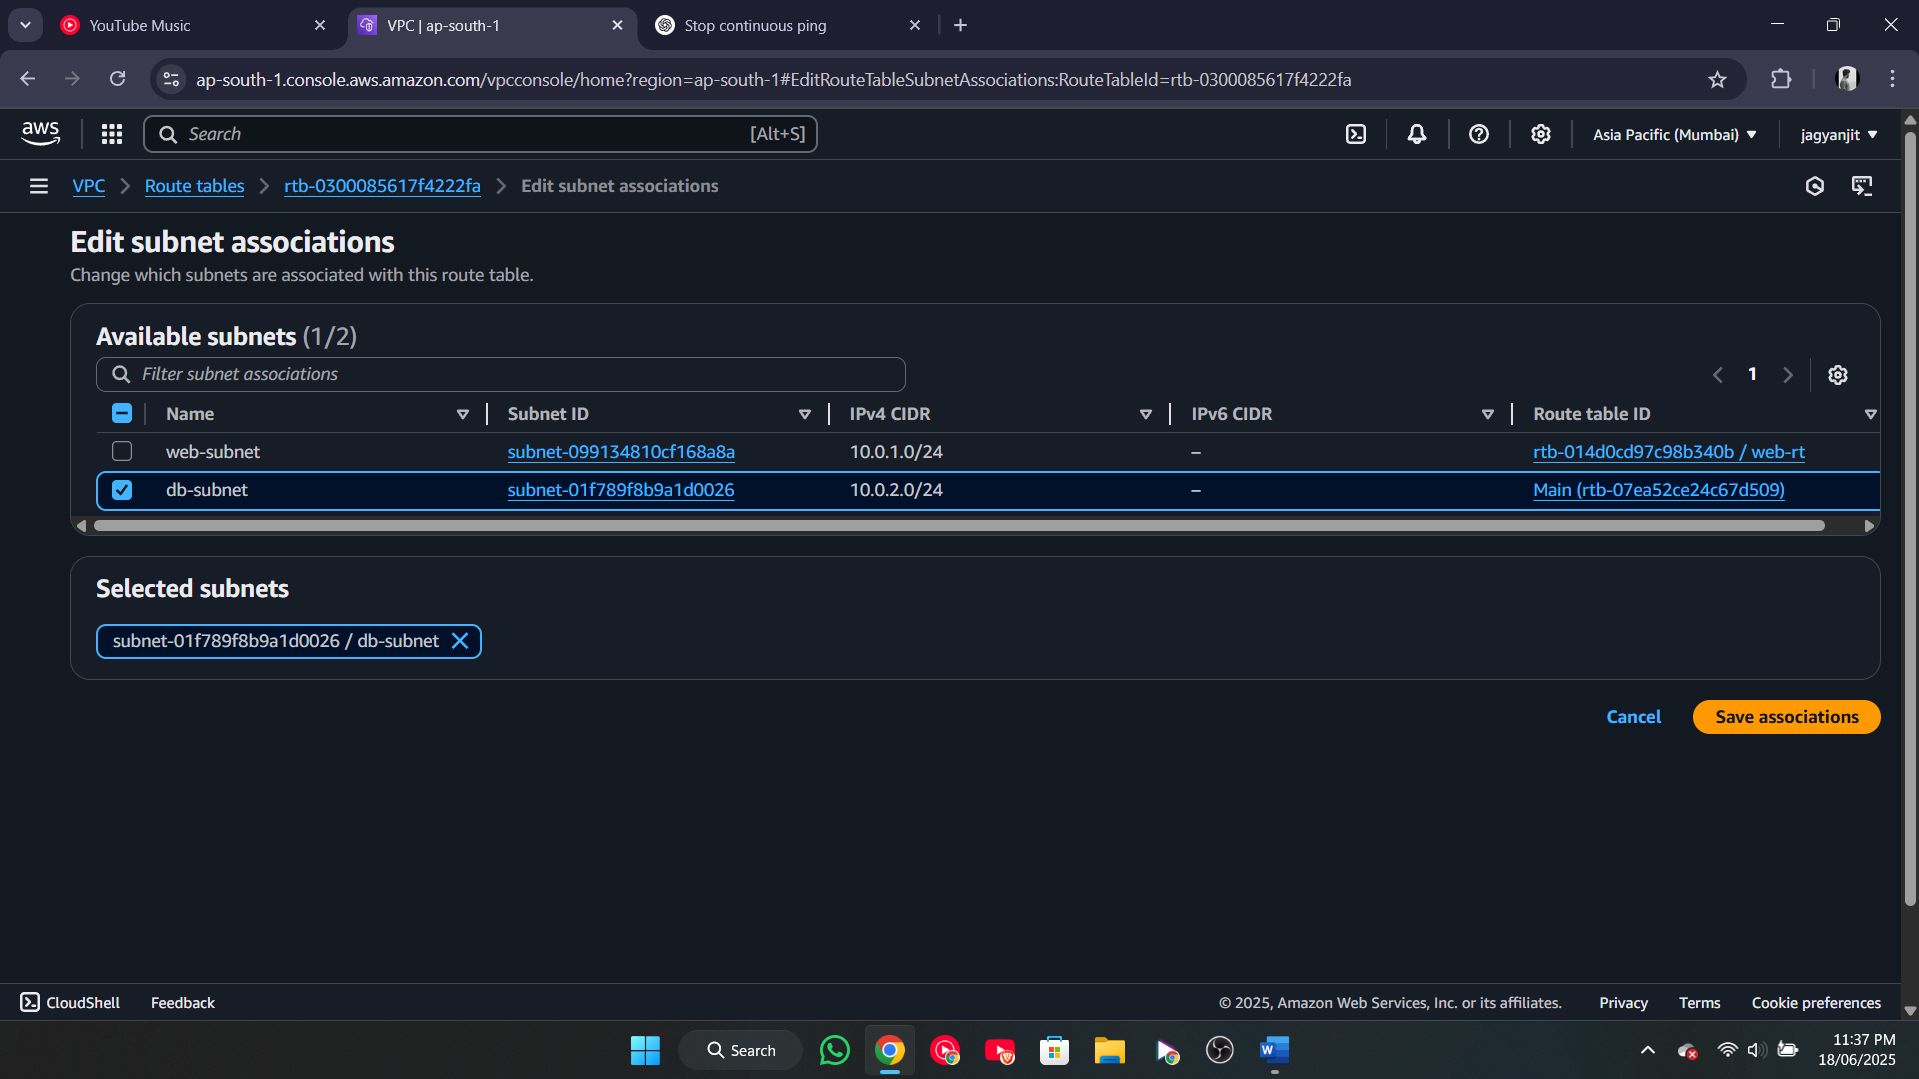 YouTube Music
VPC | ap-south-1
Stop continuous ping
ap-south-1.console.aws.amazon.com/vpcconsole/home?region=ap-south-1#EditRouteTableSubnetAssociations:RouteTableId=rtb-0300085617f4222fa
aws
Search
[Alt+S]
Asia Pacific (Mumbai)
jagyanjit
VPC
Route tables
rtb-0300085617f4222fa
Edit subnet associations
Edit subnet associations
Change which subnets are associated with this route table.
Available subnets (1/2)
Filter subnet associations
1
Name
Subnet ID
IPv4 CIDR
IPv6 CIDR
Route table ID
web-subnet
subnet-099134810cf168a8a
10.0.1.0/24
–
rtb-014d0cd97c98b340b / web-rt
db-subnet
subnet-01f789f8b9a1d0026
10.0.2.0/24
–
Main (rtb-07ea52ce24c67d509)
Selected subnets
subnet-01f789f8b9a1d0026 / db-subnet
Cancel
Save associations
CloudShell
Feedback
© 2025, Amazon Web Services, Inc. or its affiliates.
Privacy
Terms
Cookie preferences
Search
11:37 PM
18/06/2025